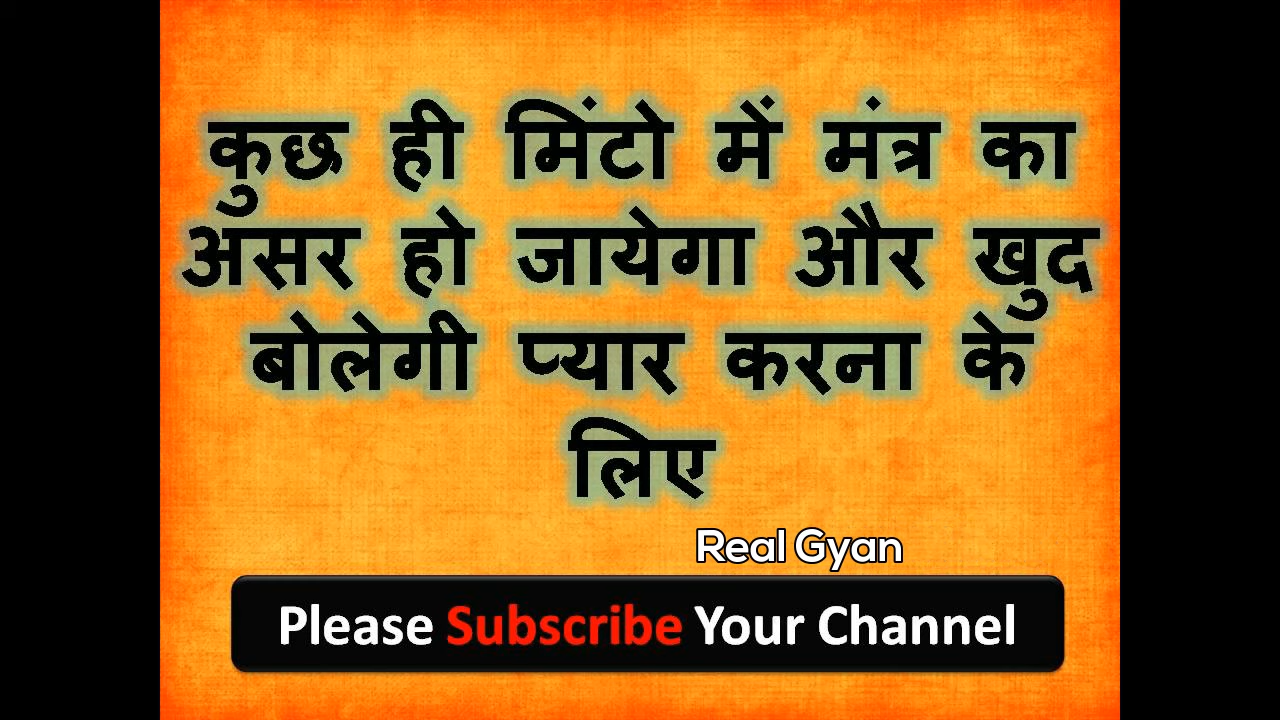 कुछ ही मिंटो में मंत्र का
असर हो जायेगा और खुद
बोलेगी प्यार करना के
लिए
Real Gyan
Please Subscribe Your Channel